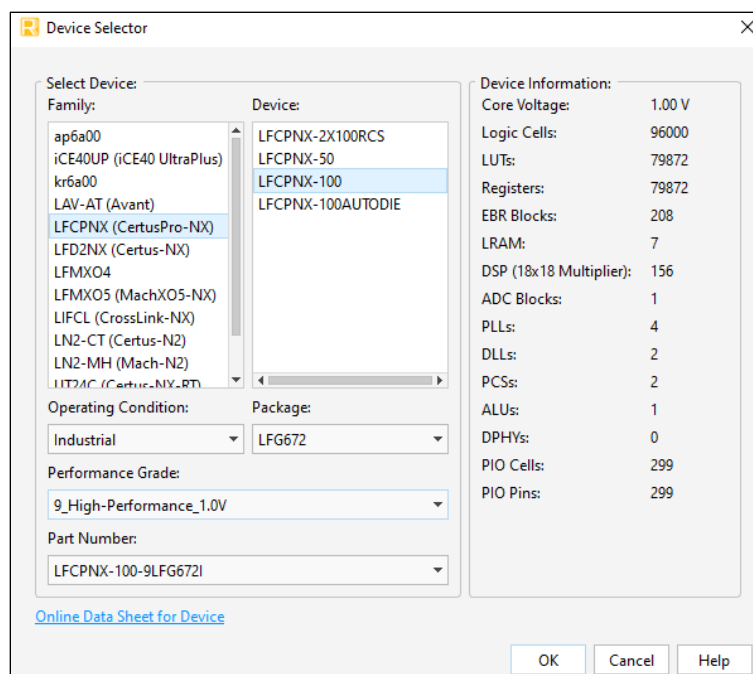 Device Selector
Select Device:
Family:
ap6a00
iCE40UP (iCE40 UltraPlus)
kr6a00
LAV-AT (Avant)
LFCPNX (CertusPro-NX)
LFD2NX (Certus-NX)
LFMXO4
LFMXO5 (MachXO5-NX)
LIFCL (CrossLink-NX)
LN2-CT (Certus-N2)
LN2-MH (Mach-N2)
UT24C (Certus-NX-RT)
Device:
LFCPNX-2X100RCS
LFCPNX-50
LFCPNX-100
LFCPNX-100AUTODIE
Operating Condition:
Industrial
Package:
LFG672
Performance Grade:
9_High-Performance_1.0V
Part Number:
LFCPNX-100-9LFG672I
Online Data Sheet for Device
Device Information:
Core Voltage: 1.00 V
Logic Cells: 96000
LUTs: 79872
Registers: 79872
EBR Blocks: 208
LRAM: 7
DSP (18x18 Multiplier): 156
ADC Blocks: 1
PLLs: 4
DLLs: 2
PCSs: 2
ALUs: 1
DPHYs: 0
PIO Cells: 299
PIO Pins: 299
OK Cancel Help